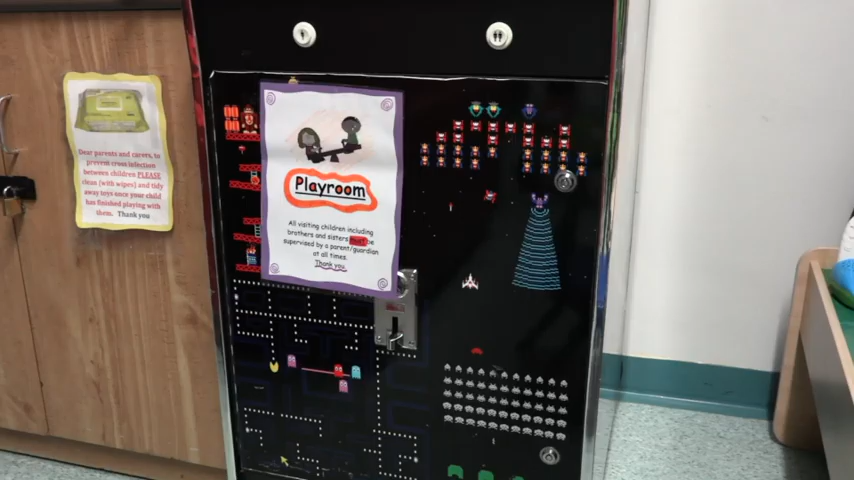 Dear parents and carers, to
prevent cross infection
between children PLEASE
clean (with wipes) and tidy
away toys once your child
has finished playing with
them. Thank you
Playroom
All visiting children including
brothers and sisters must be
supervised by a parent/guardian
at all times.
Thank you.